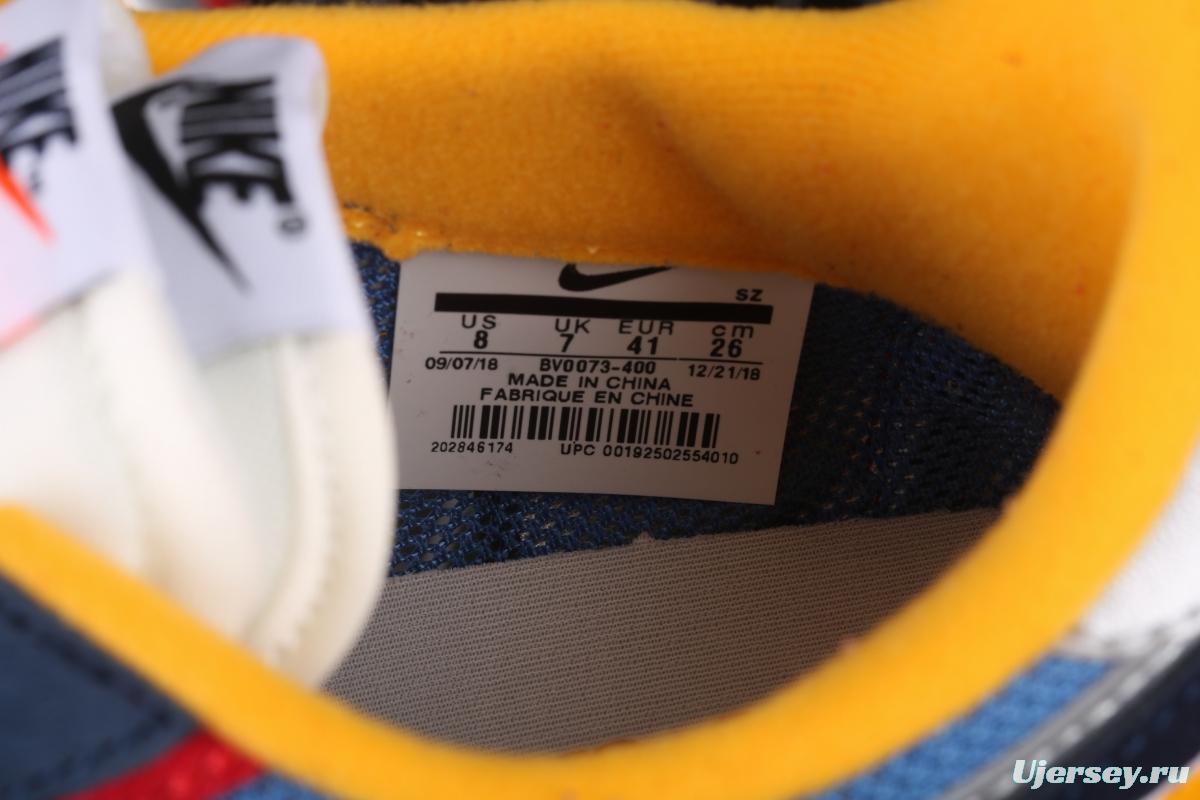 NIKE
NIKE
SZ
US UK EUR cm
8 7 41 26
09/07/18 BV0073-400 12/21/18
MADE IN CHINA
FABRIQUE EN CHINE
202846174 UPC 00192502554010
Ujersey.ru